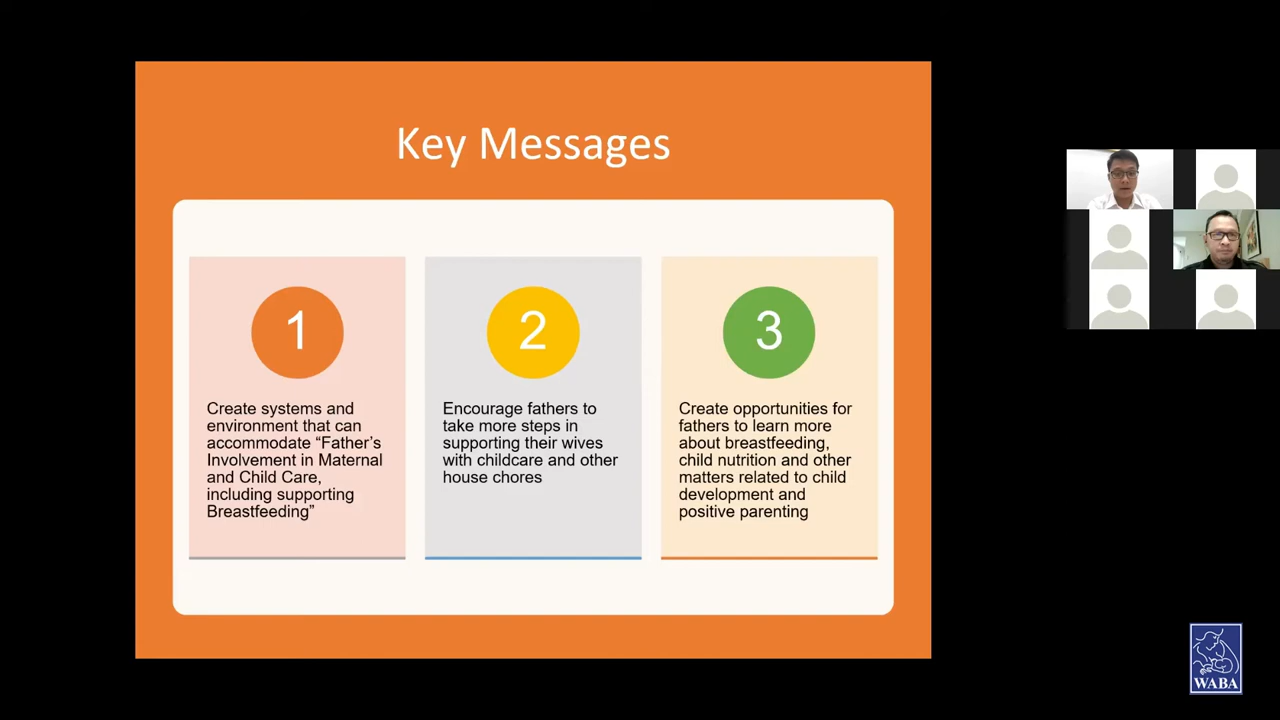 Key Messages
1
Create systems and
environment that can
accommodate “Father’s
Involvement in Maternal
and Child Care,
including supporting
Breastfeeding”
2
Encourage fathers to
take more steps in
supporting their wives
with childcare and other
house chores
3
Create opportunities for
fathers to learn more
about breastfeeding,
child nutrition and other
matters related to child
development and
positive parenting
WABA